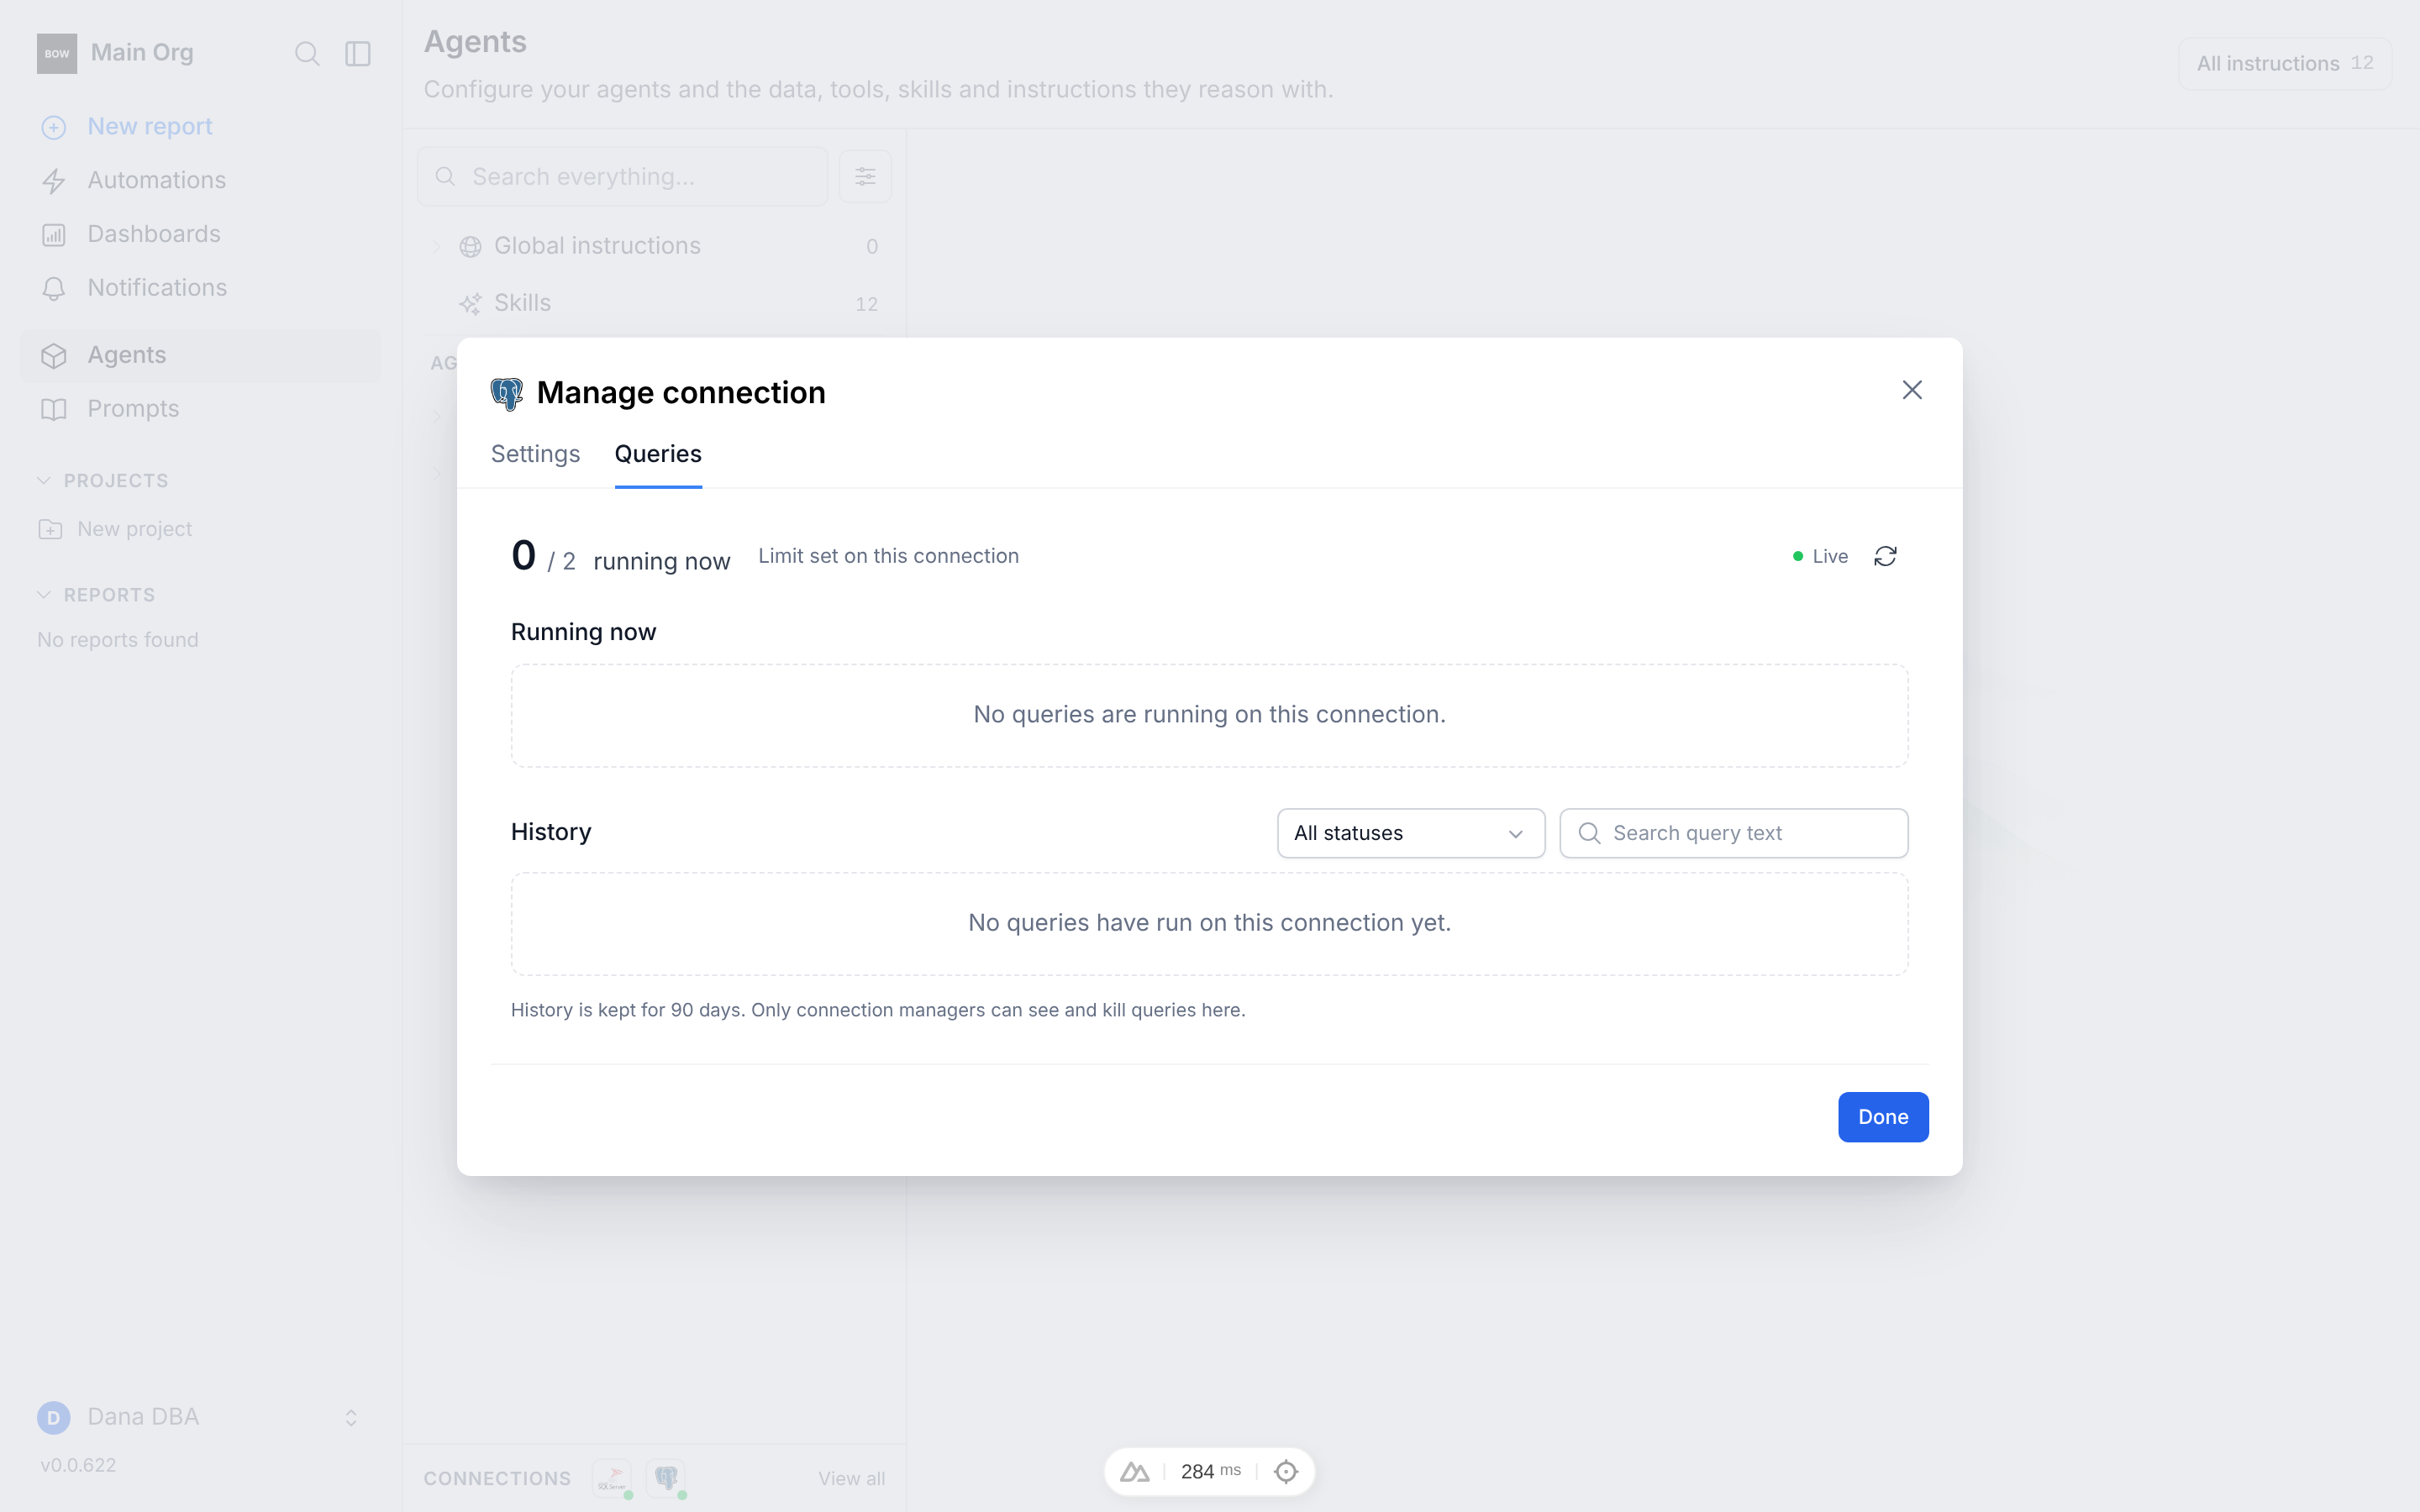 BOW Main Org
New report
Automations
Dashboards
Notifications
Agents
Prompts
PROJECTS
New project
REPORTS
No reports found
Dana DBA
D
v0.0.622
Agents
Configure your agents and the data, tools, skills and instructions they reason with.
All instructions 12
Search everything...
Global instructions 0
Skills 12
AG
Manage connection
Settings Queries
0 / 2 running now Limit set on this connection Live
Running now
No queries are running on this connection.
History All statuses Search query text
No queries have run on this connection yet.
History is kept for 90 days. Only connection managers can see and kill queries here.
Done
CONNECTIONS SQL Server View all
284 ms